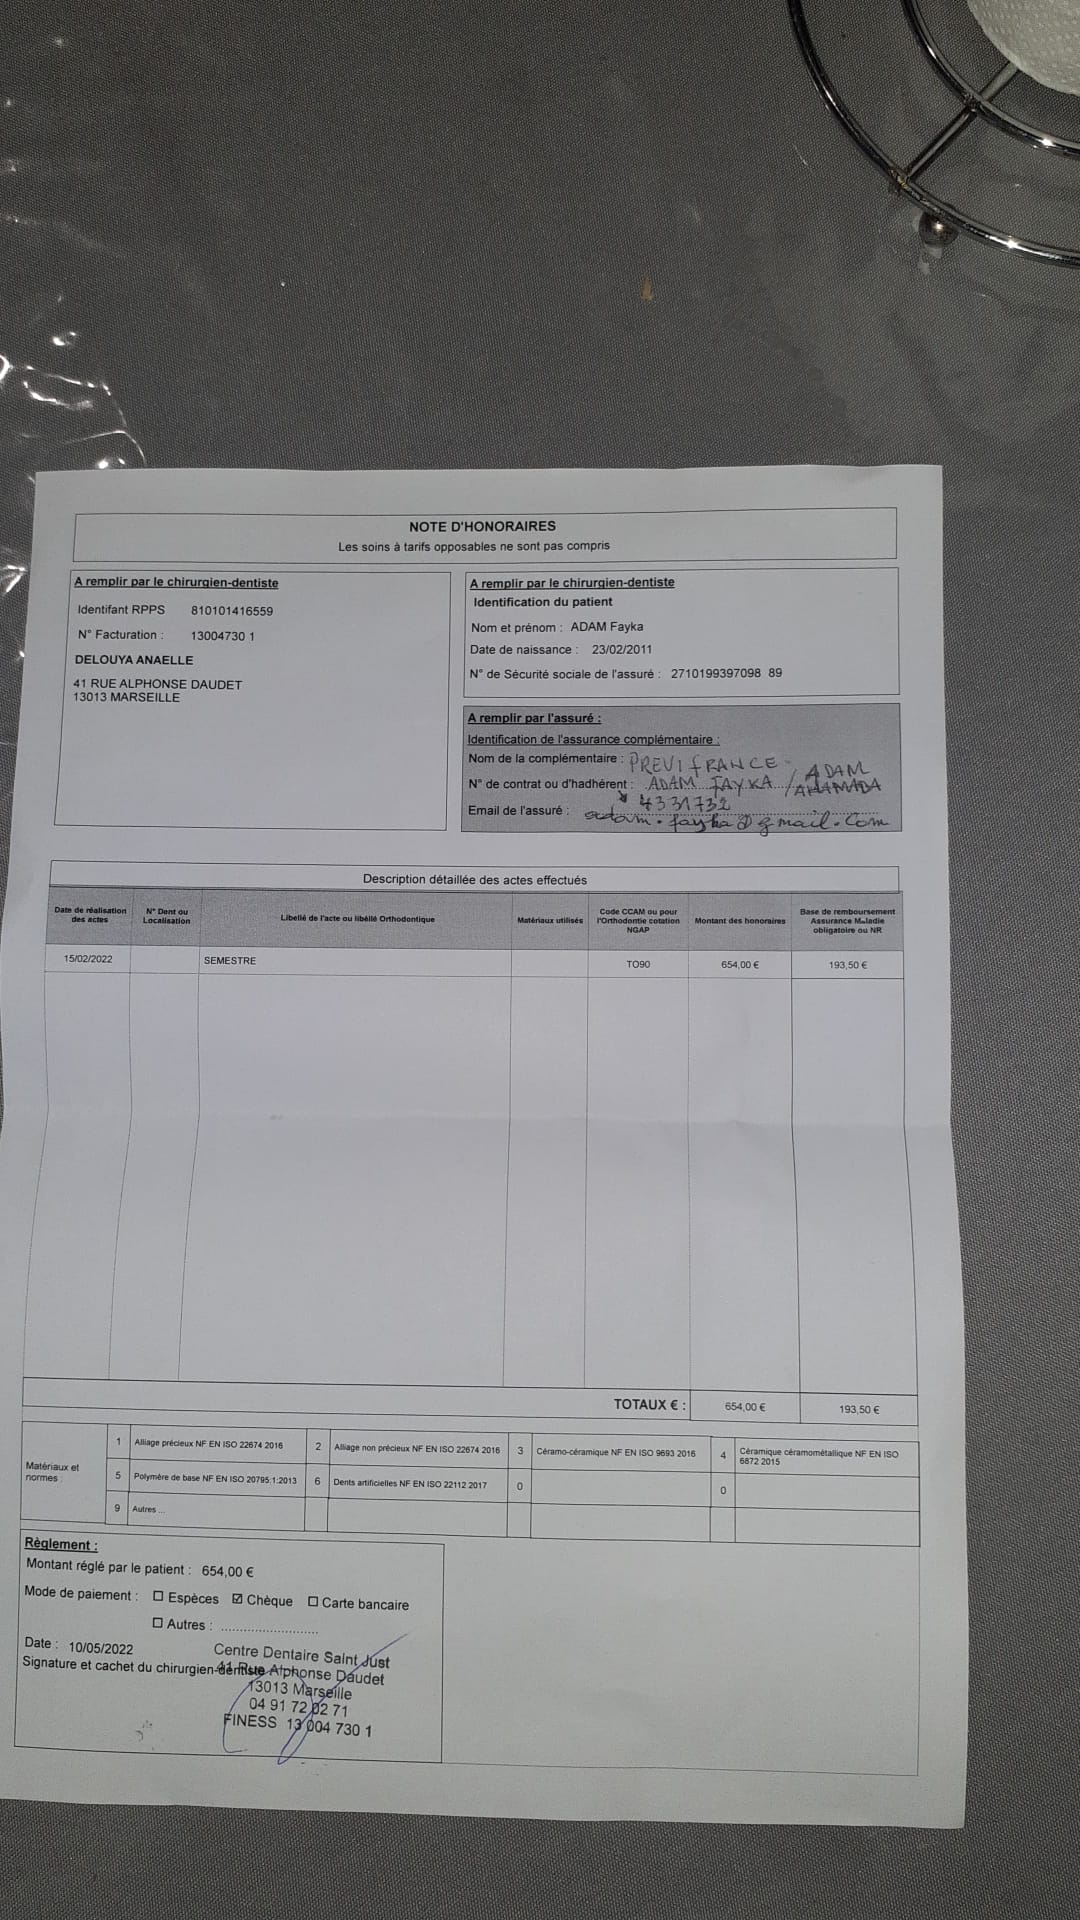 NOTE D'HONORAIRES
Les soins à tarifs opposables ne sont pas compris
A remplir par le chirurgien-dentiste
Identifant RPPS 810101416559
N° Facturation : 13004730 1
DELOUYA ANAELLE
41 RUE ALPHONSE DAUDET
13013 MARSEILLE
A remplir par le chirurgien-dentiste
Identification du patient
Nom et prénom : ADAM Fayka
Date de naissance : 23/02/2011
N° de Sécurité sociale de l'assuré : 2710199397098 89
A remplir par l'assuré :
Identification de l'assurance complémentaire :
Nom de la complémentaire : PREVIFRANCE
N° de contrat ou d'hadhérent : ADAM FAYKA / ADAM AHAMADA
4331732
Email de l'assuré : adam.fayka@gmail.com
Description détaillée des actes effectués
Date de réalisation des actes
N° Dent ou Localisation
Libellé de l'acte ou libéllé Orthodontique
Matériaux utilisés
Code CCAM ou pour l'Orthodontie cotation NGAP
Montant des honoraires
Base de remboursement Assurance Maladie obligatoire ou NR
15/02/2022 SEMESTRE TO90 654,00 € 193,50 €
TOTAUX € : 654,00 € 193,50 €
Matériaux et normes :
1 Alliage précieux NF EN ISO 22674 2016
2 Alliage non précieux NF EN ISO 22674 2016
3 Céramo-céramique NF EN ISO 9693 2016
4 Céramique céramométallique NF EN ISO 6872 2015
5 Polymère de base NF EN ISO 20795:1:2013
6 Dents artificielles NF EN ISO 22112 2017
0
0
9 Autres ...
Règlement :
Montant réglé par le patient : 654,00 €
Mode de paiement : ☐ Espèces ☑ Chèque ☐ Carte bancaire
☐ Autres : ..........................
Date : 10/05/2022
Signature et cachet du chirurgien-dentiste
Centre Dentaire Saint Just
41 Rue Alphonse Daudet
13013 Marseille
04 91 72 02 71
FINESS 13 004 730 1